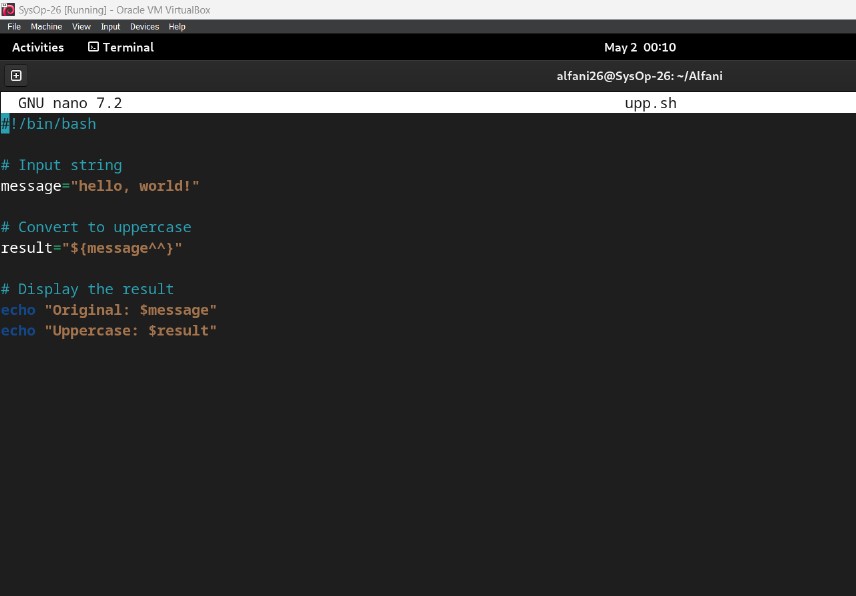 SysOp-26 [Running] - Oracle VM VirtualBox
File Machine View Input Devices Help
Activities Terminal May 2 00:10
alfani26@SysOp-26: ~/Alfani
GNU nano 7.2 upp.sh
#!/bin/bash
# Input string
message="hello, world!"
# Convert to uppercase
result="${message^^}"
# Display the result
echo "Original: $message"
echo "Uppercase: $result"